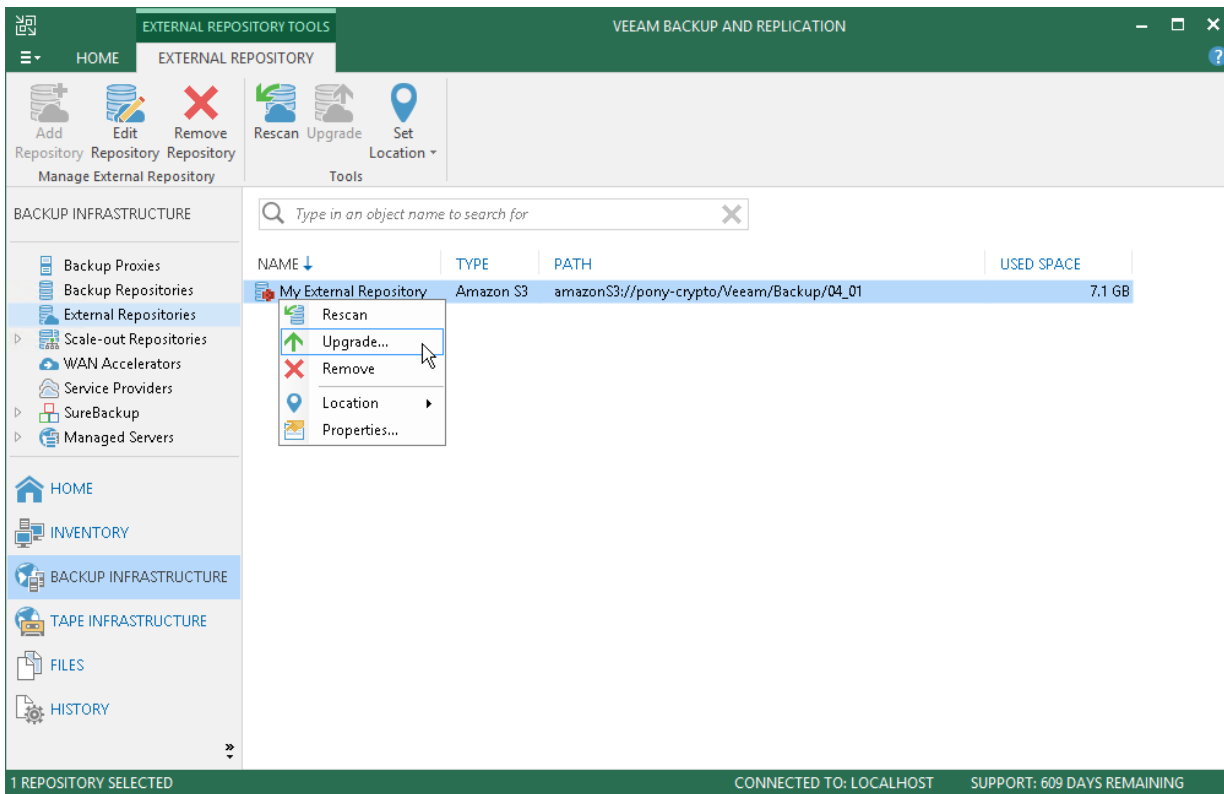 EXTERNAL REPOSITORY TOOLS
VEEAM BACKUP AND REPLICATION
HOME
EXTERNAL REPOSITORY
?
Add Repository
Edit Repository
Remove Repository
Rescan
Upgrade
Set Location
Manage External Repository
Tools
BACKUP INFRASTRUCTURE
Type in an object name to search for
Backup Proxies
Backup Repositories
External Repositories
Scale-out Repositories
WAN Accelerators
Service Providers
SureBackup
Managed Servers
NAME TYPE PATH USED SPACE
My External Repository Amazon S3 amazonS3://pony-crypto/Veeam/Backup/04_01 7.1 GB
Rescan
Upgrade...
Remove
Location
Properties...
HOME
INVENTORY
BACKUP INFRASTRUCTURE
TAPE INFRASTRUCTURE
FILES
HISTORY
1 REPOSITORY SELECTED
CONNECTED TO: LOCALHOST
SUPPORT: 609 DAYS REMAINING